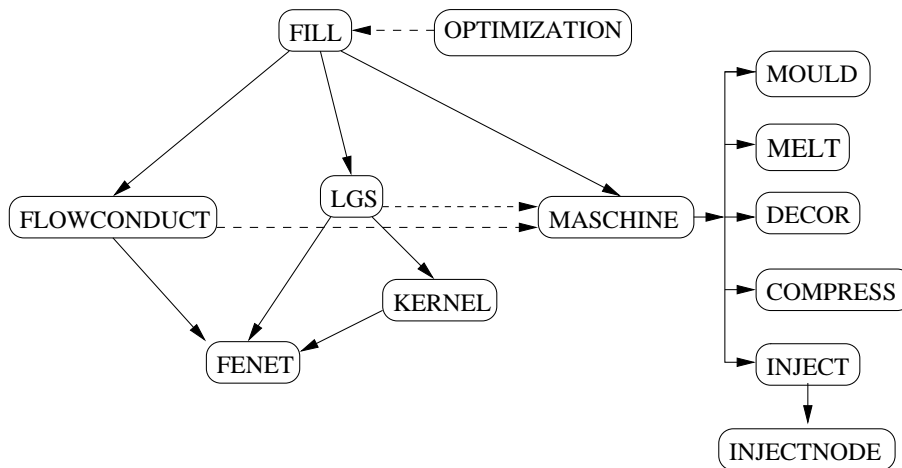 FILL
OPTIMIZATION
MOULD
MELT
LGS
FLOWCONDUCT
MASCHINE
DECOR
KERNEL
COMPRESS
FENET
INJECT
INJECTNODE